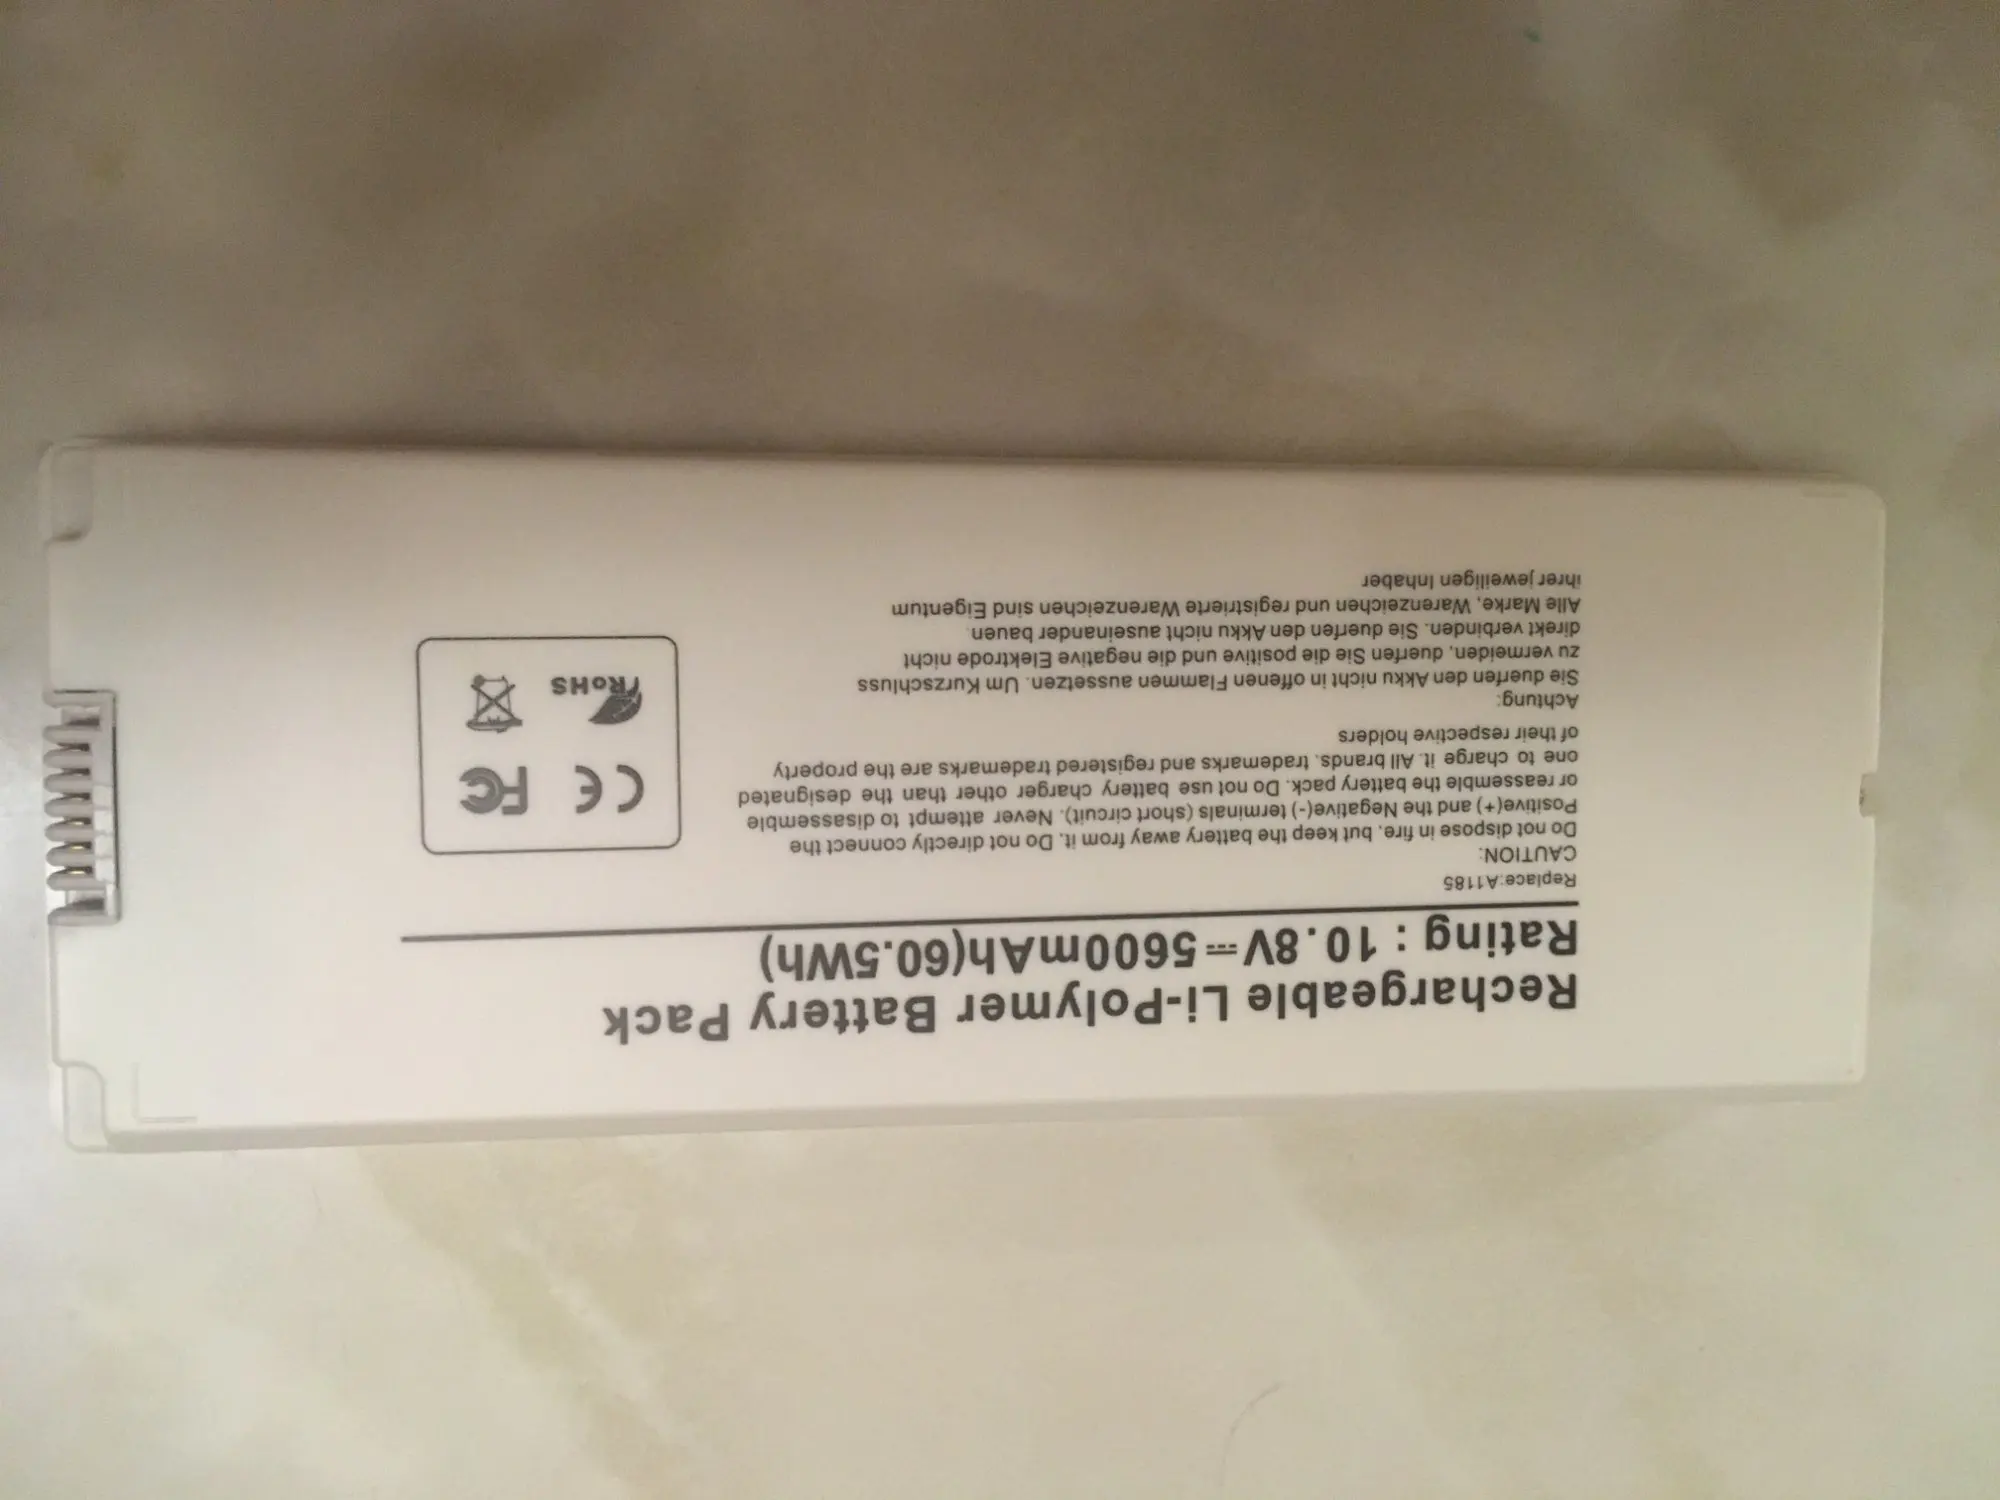 Rechargeable Li-Polymer Battery Pack
Rating : 10.8V⎓5600mAh(60.5Wh)
Replace:A1185
CAUTION:
Do not dispose in fire, but keep the battery away from it. Do not directly connect the
Positive(+) and the Negative(-) terminals (short circuit). Never attempt to disassemble
or reassemble the battery pack. Do not use battery charger other than the designated
one to charge it. All brands, trademarks and registered trademarks are the property
of their respective holders
Achtung:
Sie duerfen den Akku nicht in offenen Flammen aussetzen. Um Kurzschluss
zu vermeiden, duerfen Sie die positive und die negative Elektrode nicht
direkt verbinden. Sie duerfen den Akku nicht auseinander bauen.
Alle Marke, Warenzeichen und registrierte Warenzeichen sind Eigentum
ihrer jeweiligen Inhaber
CE FC
RoHS